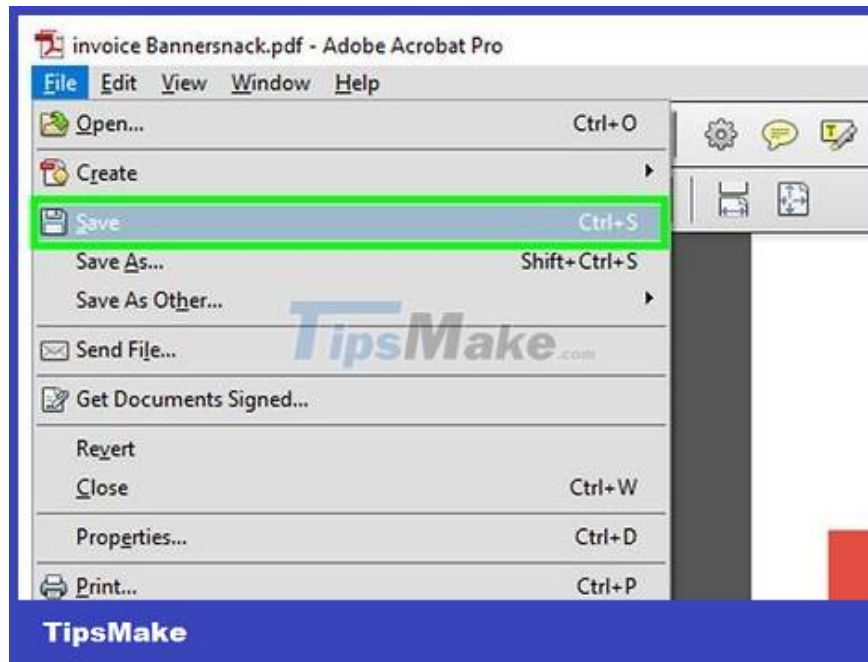 invoice Bannersnack.pdf - Adobe Acrobat Pro
File Edit View Window Help
Open... Ctrl+O
Create
Save Ctrl+S
Save As... Shift+Ctrl+S
Save As Other...
TipsMake.com
Send File...
Get Documents Signed...
Revert
Close Ctrl+W
Properties... Ctrl+D
Print... Ctrl+P
TipsMake